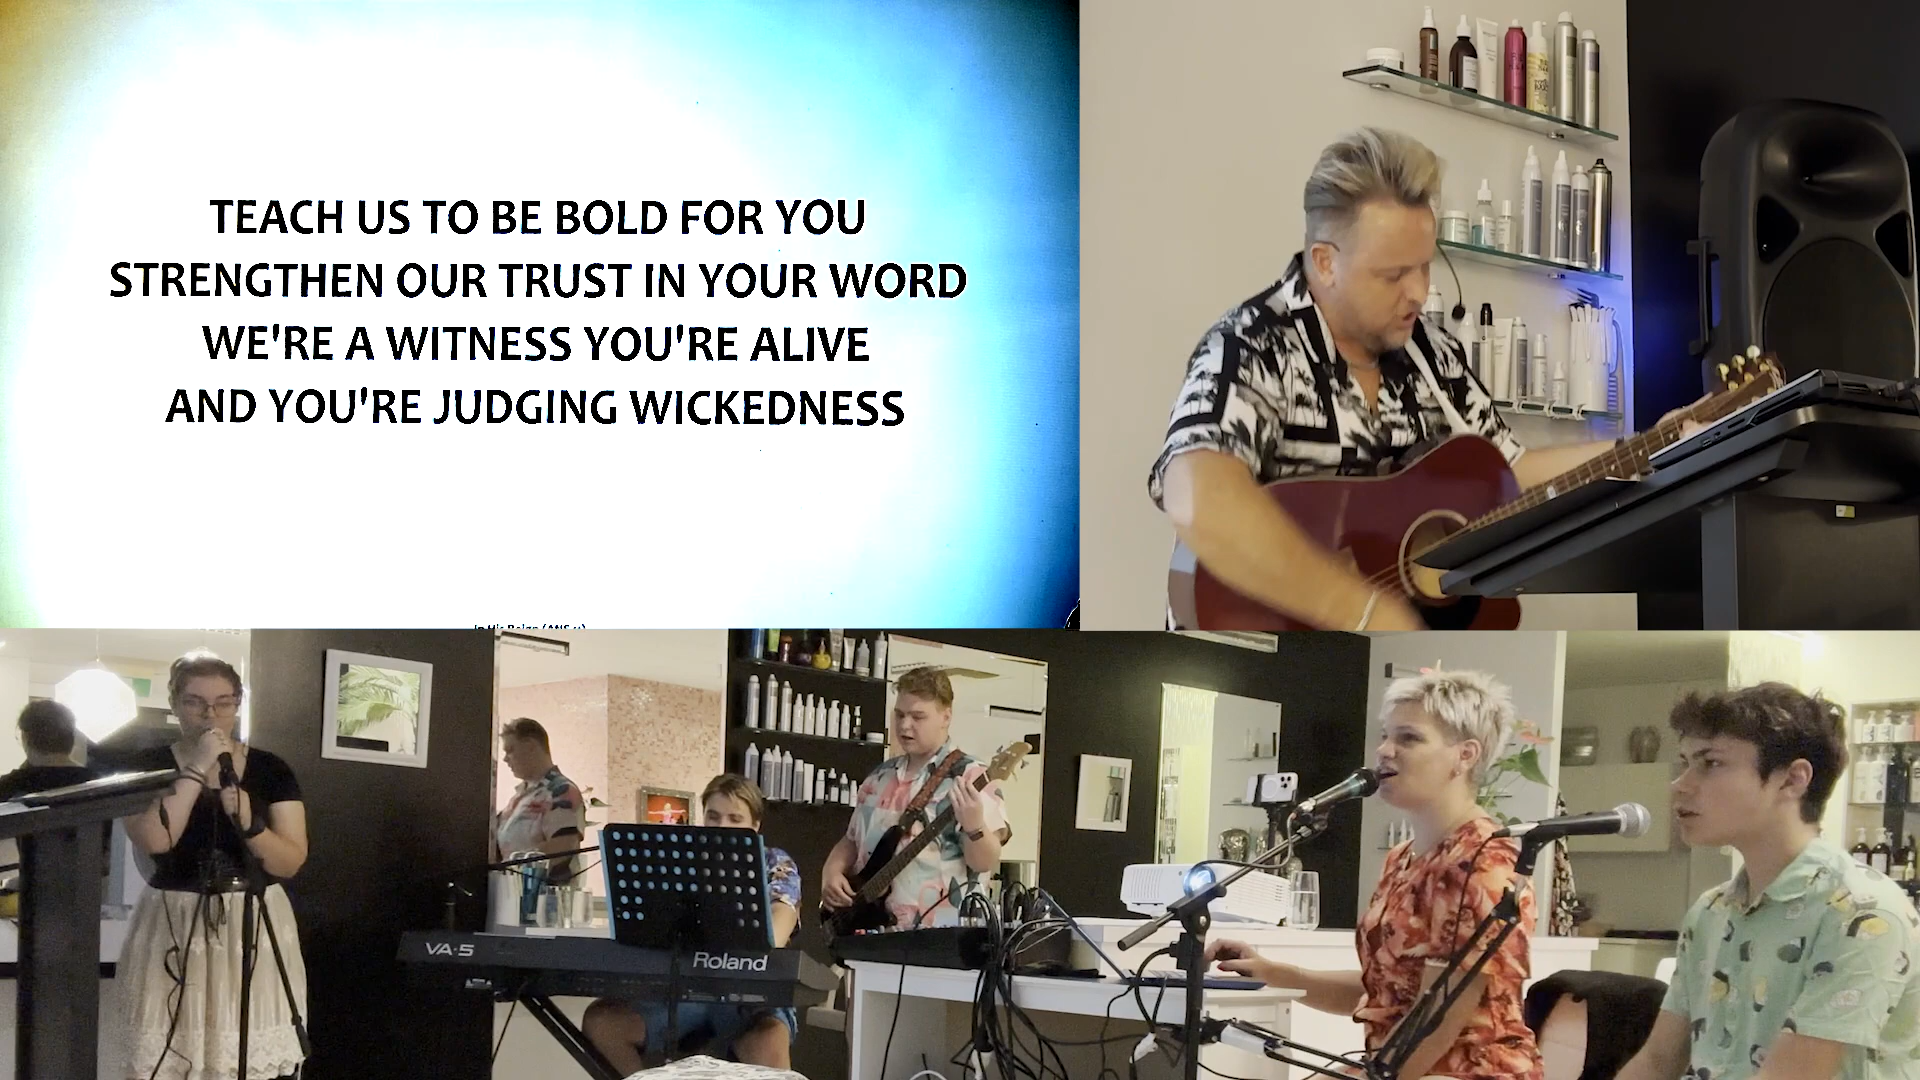 TEACH US TO BE BOLD FOR YOU
STRENGTHEN OUR TRUST IN YOUR WORD
WE'RE A WITNESS YOU'RE ALIVE
AND YOU'RE JUDGING WICKEDNESS
VA-5
Roland